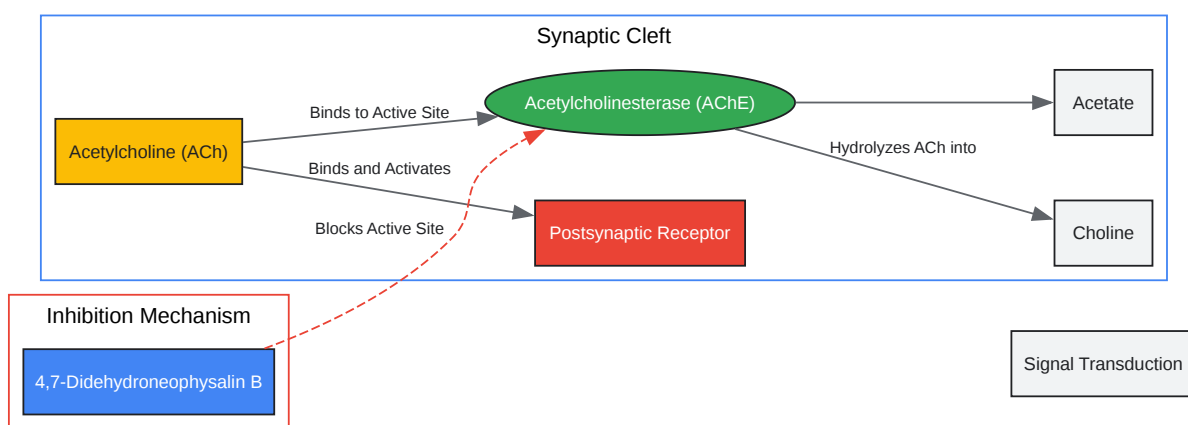 Synaptic Cleft
Acetylcholinesterase (AChE)
Acetate
Binds to Active Site
Acetylcholine (ACh)
Hydrolyzes ACh into
Binds and Activates
Blocks Active Site
Postsynaptic Receptor
Choline
Inhibition Mechanism
Signal Transduction
4,7-Didehydroneophysalin B